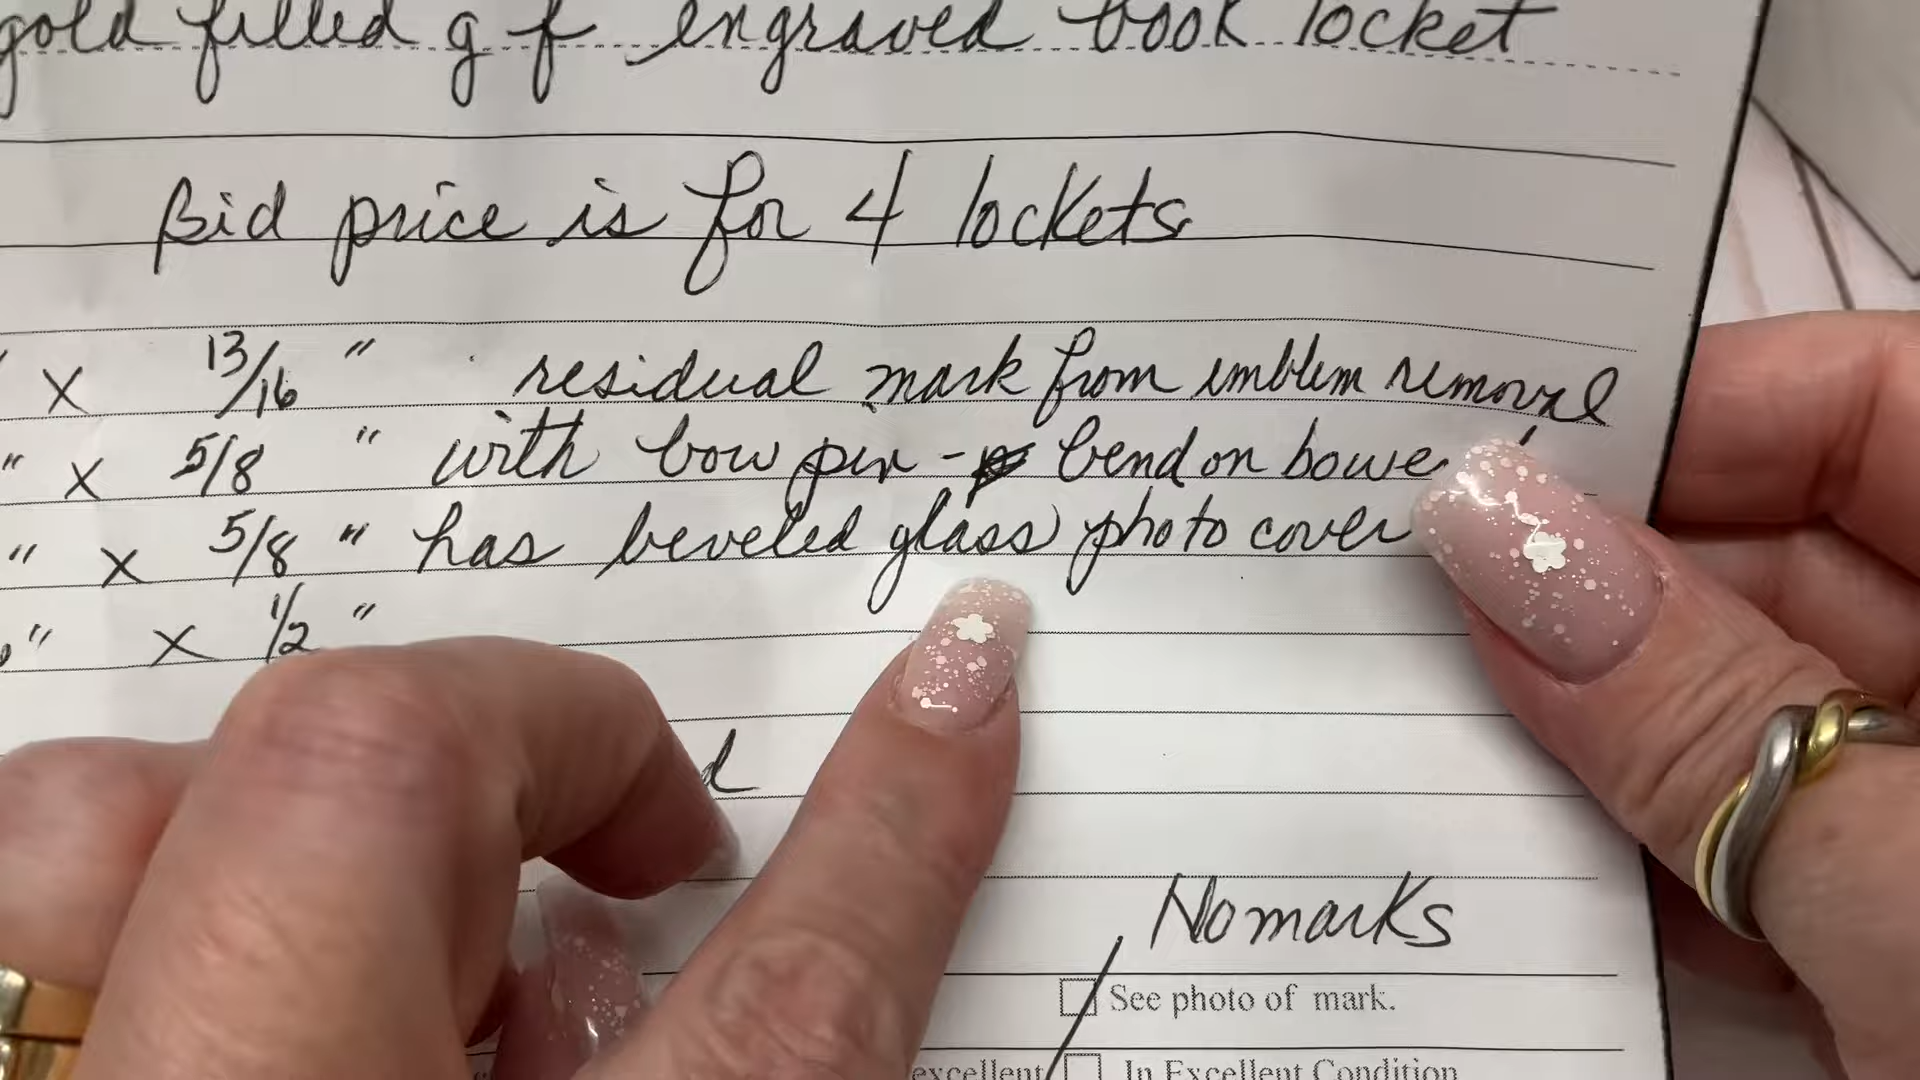 gold filled g f engraved book locket
Bid price is for 4 lockets
" X 13/16 " residual mark from emblem removal
" X 5/8 " with bow pin - bend on bowe
" X 5/8 " has beveled glass photo cover
" X 1/2 "
d
No marks
See photo of mark.
excellent In Excellent Condition